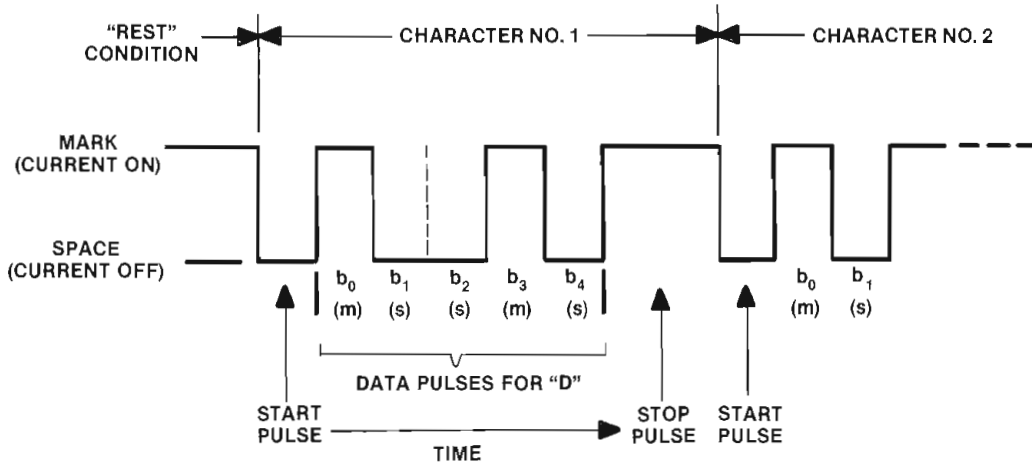 "REST"
CONDITION
CHARACTER NO. 1
CHARACTER NO. 2
MARK
(CURRENT ON)
SPACE
(CURRENT OFF)
b₀ b₁ b₂ b₃ b₄ b₀ b₁
(m) (s) (s) (m) (s) (m) (s)
DATA PULSES FOR "D"
START
PULSE
STOP
PULSE
START
PULSE
TIME